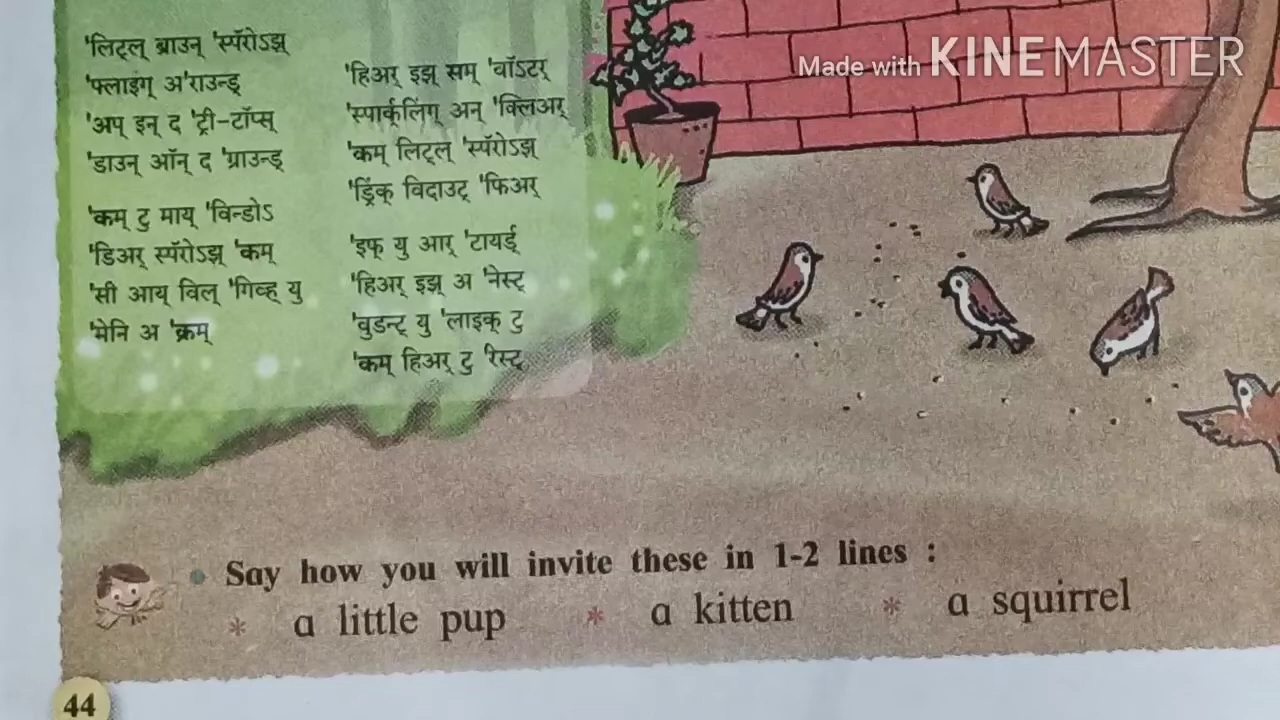 'लिट्ल् ब्राउन् 'स्पॅरोऽझ्
'फ्लाइंग् अ'राउन्ड्
'अप् इन् द 'ट्री-टॉप्स्
'डाउन् ऑन् द 'ग्राउन्ड्
'कम् टु माय् 'विन्डोऽ
'डिअर् स्पॅरोऽझ् 'कम्
'सी आय् विल् 'गिव्ह् यु
'मेनि अ 'क्रम्
'हिअर् इझ् सम् 'वॉऽटर्
'स्पार्क्लिंग् अन् 'क्लिअर्
'कम् लिट्ल् 'स्पॅरोऽझ्
'ड्रिंक् विदाउट् 'फिअर्
'इफ् यु आर् 'टायर्ड्
'हिअर् इझ् अ 'नेस्ट्
'वुडन्ट् यु 'लाइक् टु
'कम् हिअर् टु 'रेस्ट्
Made with KINEMASTER
Say how you will invite these in 1-2 lines :
* a little pup * a kitten * a squirrel
44